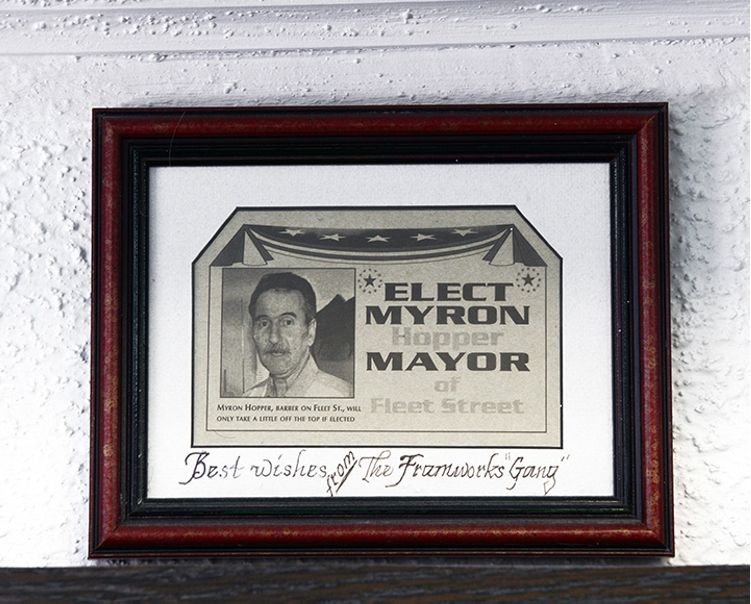 ELECT
MYRON
Hopper
MAYOR
of
Fleet Street
MYRON HOPPER, BARBER ON FLEET ST., WILL
ONLY TAKE A LITTLE OFF THE TOP IF ELECTED
Best wishes from The Framworks "Gang"